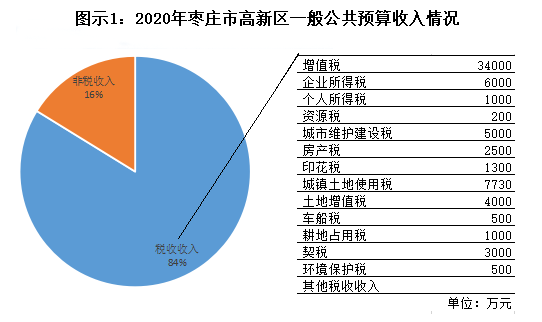 图示1：2020年枣庄市高新区一般公共预算收入情况
非税收入
16%
税收收入
84%
增值税 34000
企业所得税 6000
个人所得税 1000
资源税 200
城市维护建设税 5000
房产税 2500
印花税 1300
城镇土地使用税 7730
土地增值税 4000
车船税 500
耕地占用税 1000
契税 3000
环境保护税 500
其他税收收入
单位：万元